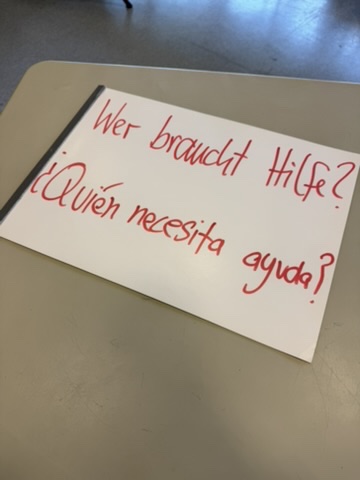 Wer braucht Hilfe?
¿Quién necesita ayuda?